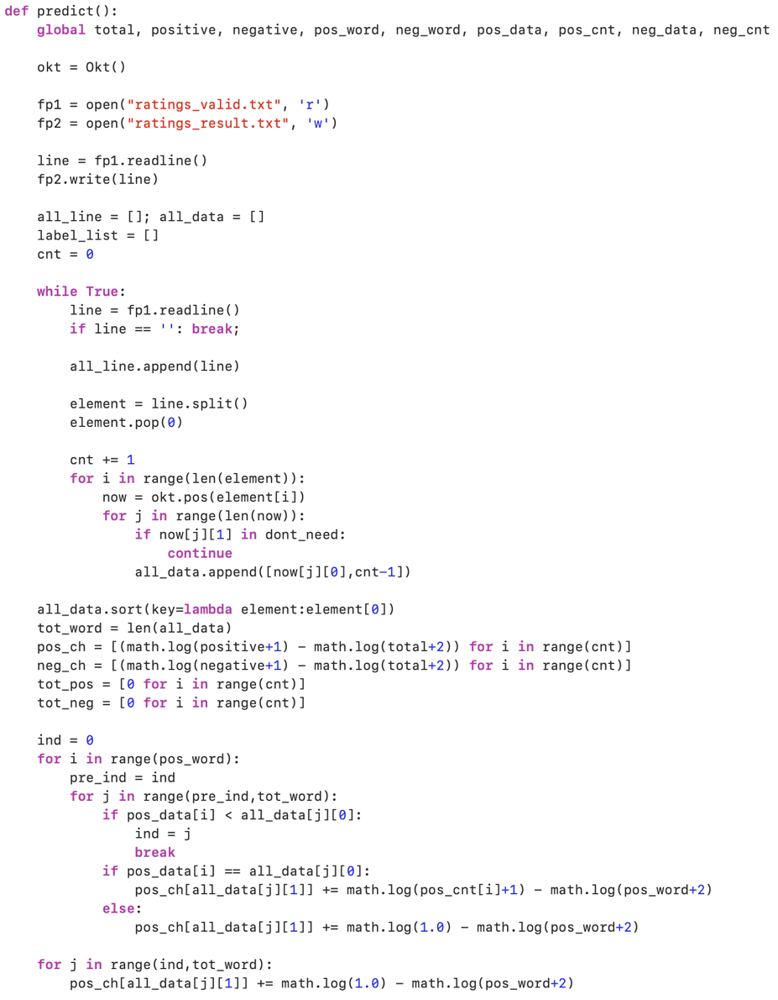 def predict():
    global total, positive, negative, pos_word, neg_word, pos_data, pos_cnt, neg_data, neg_cnt

    okt = Okt()

    fp1 = open("ratings_valid.txt", 'r')
    fp2 = open("ratings_result.txt", 'w')

    line = fp1.readline()
    fp2.write(line)

    all_line = []; all_data = []
    label_list = []
    cnt = 0

    while True:
        line = fp1.readline()
        if line == '': break;

        all_line.append(line)

        element = line.split()
        element.pop(0)

        cnt += 1
        for i in range(len(element)):
            now = okt.pos(element[i])
            for j in range(len(now)):
                if now[j][1] in dont_need:
                    continue
                all_data.append([now[j][0],cnt-1])

    all_data.sort(key=lambda element:element[0])
    tot_word = len(all_data)
    pos_ch = [(math.log(positive+1) - math.log(total+2)) for i in range(cnt)]
    neg_ch = [(math.log(negative+1) - math.log(total+2)) for i in range(cnt)]
    tot_pos = [0 for i in range(cnt)]
    tot_neg = [0 for i in range(cnt)]

    ind = 0
    for i in range(pos_word):
        pre_ind = ind
        for j in range(pre_ind,tot_word):
            if pos_data[i] < all_data[j][0]:
                ind = j
                break
            if pos_data[i] == all_data[j][0]:
                pos_ch[all_data[j][1]] += math.log(pos_cnt[i]+1) - math.log(pos_word+2)
            else:
                pos_ch[all_data[j][1]] += math.log(1.0) - math.log(pos_word+2)

    for j in range(ind,tot_word):
        pos_ch[all_data[j][1]] += math.log(1.0) - math.log(pos_word+2)